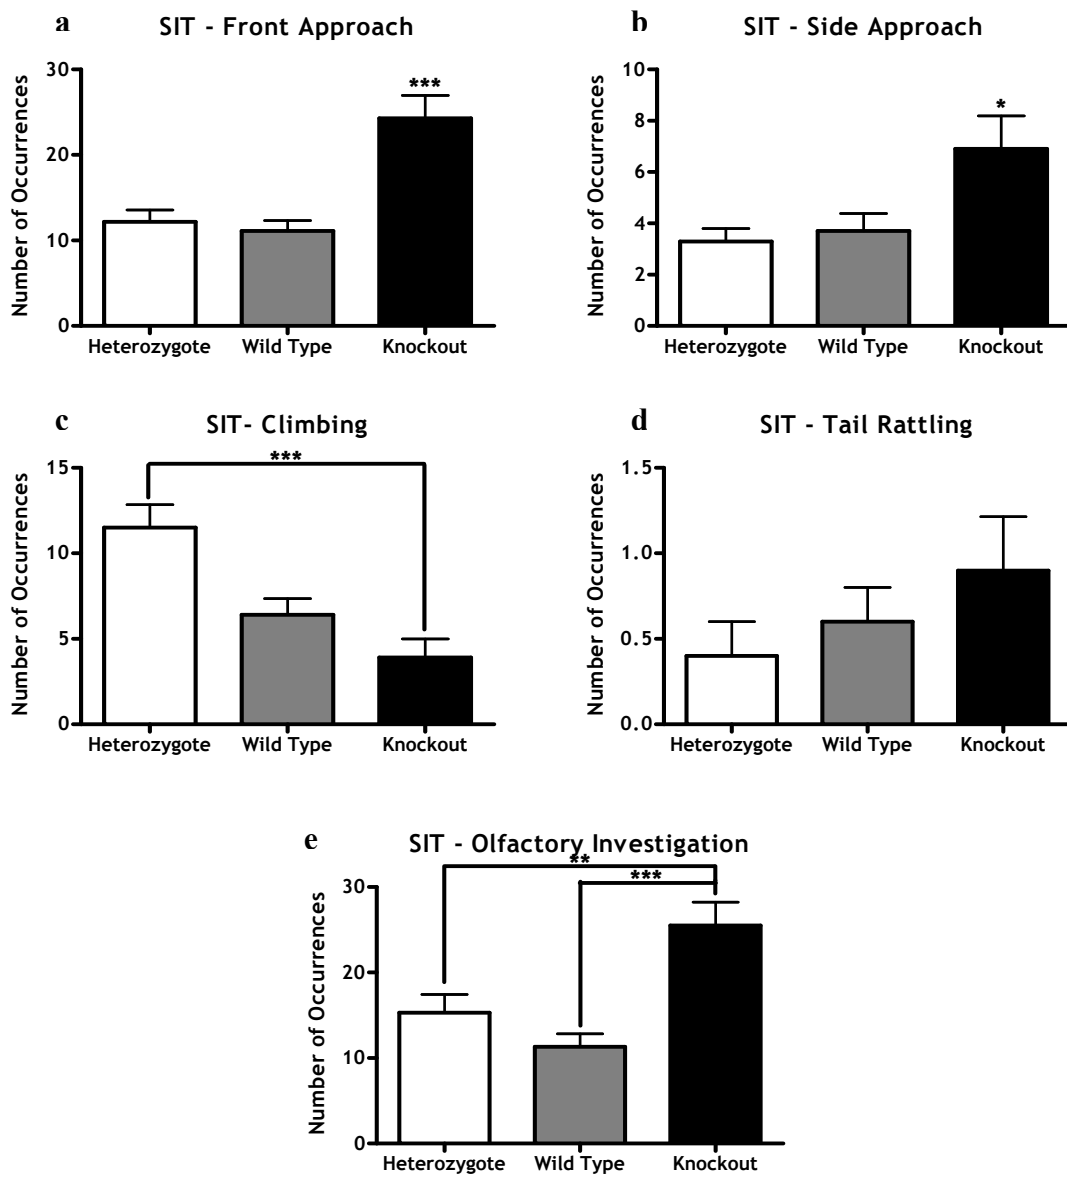 a
SIT - Front Approach
Number of Occurrences
30
20
10
0
***
Heterozygote Wild Type Knockout
b
SIT - Side Approach
Number of Occurrences
10
8
6
4
2
0
*
Heterozygote Wild Type Knockout
c
SIT- Climbing
Number of Occurrences
15
10
5
0
***
Heterozygote Wild Type Knockout
d
SIT - Tail Rattling
Number of Occurrences
1.5
1.0
0.5
0.0
Heterozygote Wild Type Knockout
e
SIT - Olfactory Investigation
Number of Occurrences
30
20
10
0
**
***
Heterozygote Wild Type Knockout